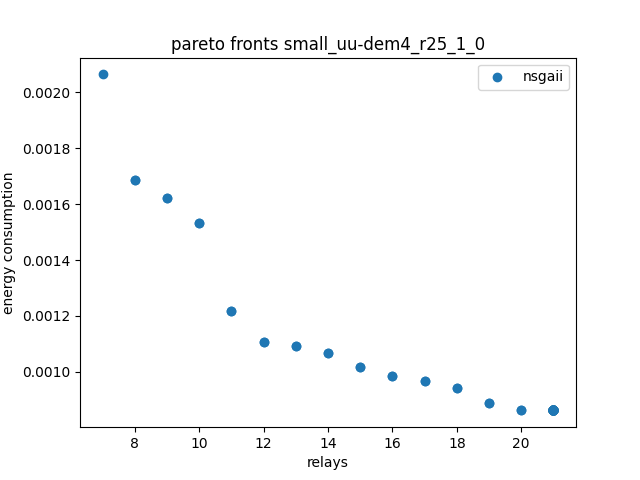 pareto fronts small_uu-dem4_r25_1_0
nsgaii
0.0020
0.0018
0.0016
0.0014
0.0012
0.0010
energy consumption
8 10 12 14 16 18 20
relays